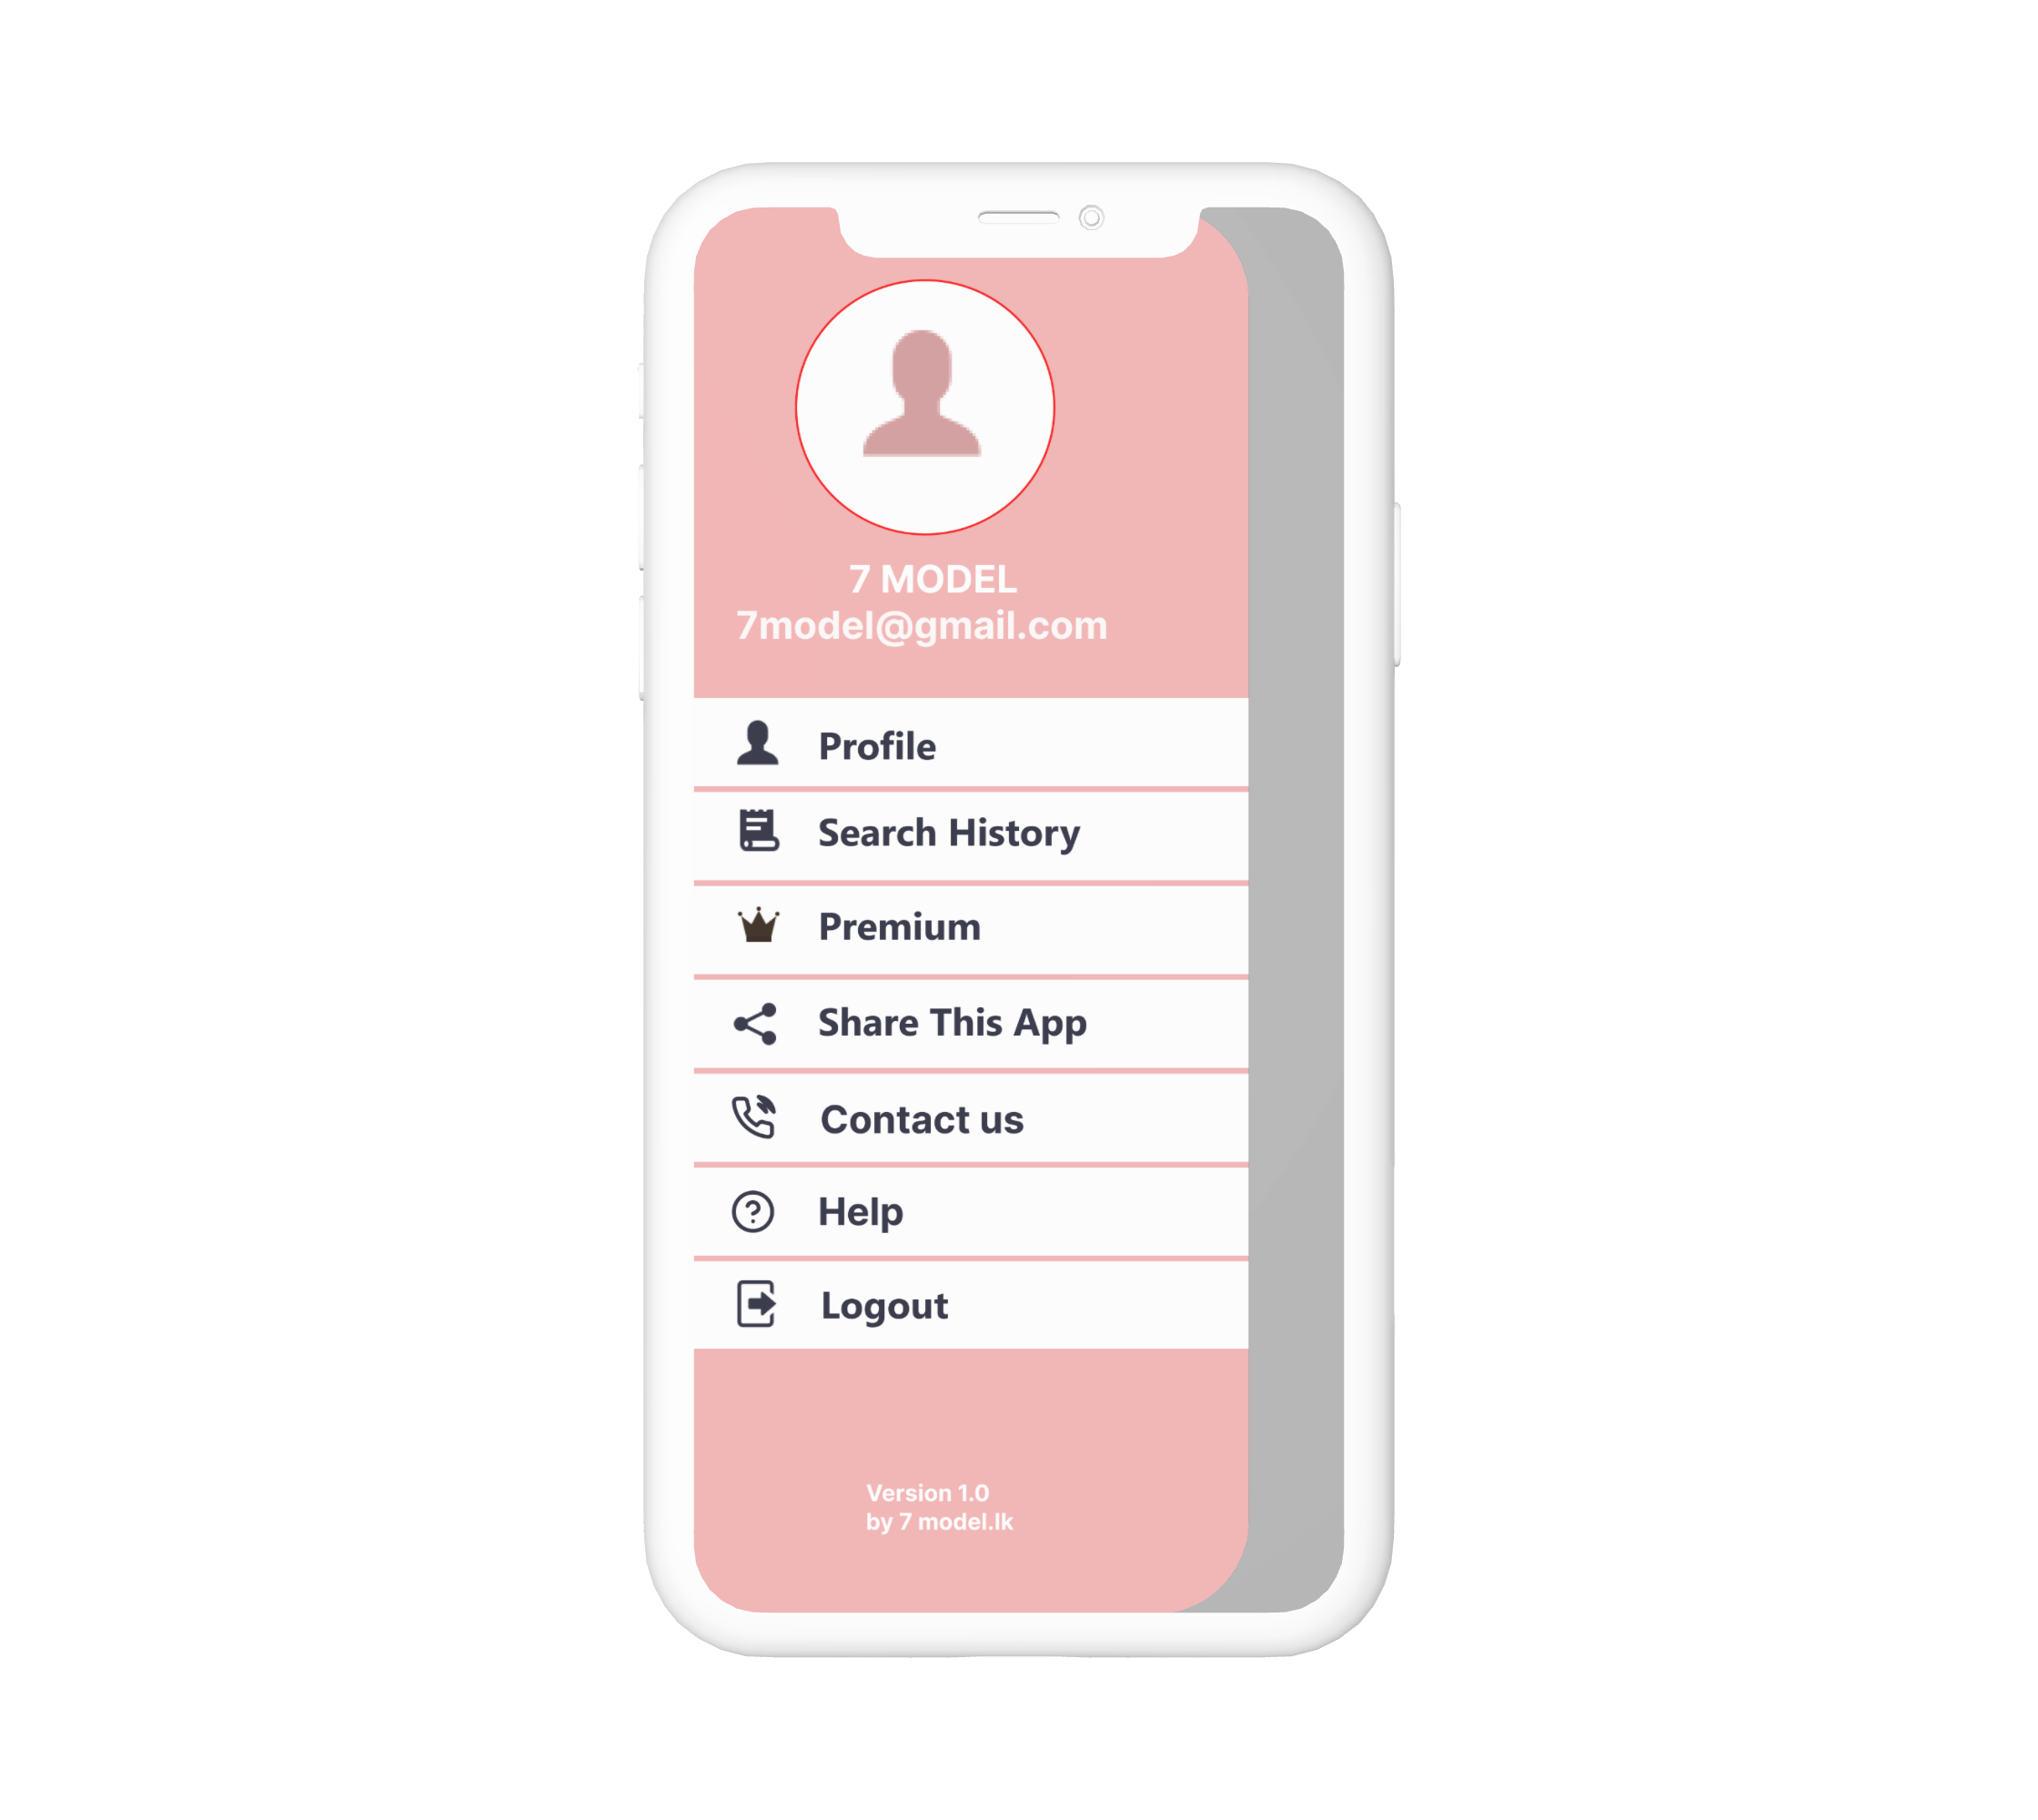 7 MODEL
7model@gmail.com
Profile
Search History
Premium
Share This App
Contact us
Help
Logout
Version 1.0
by 7 model.lk